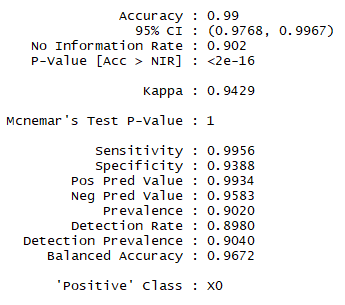 Accuracy : 0.99
95% CI : (0.9768, 0.9967)
No Information Rate : 0.902
P-Value [Acc > NIR] : <2e-16
Kappa : 0.9429
Mcnemar's Test P-Value : 1
Sensitivity : 0.9956
Specificity : 0.9388
Pos Pred Value : 0.9934
Neg Pred Value : 0.9583
Prevalence : 0.9020
Detection Rate : 0.8980
Detection Prevalence : 0.9040
Balanced Accuracy : 0.9672
'Positive' Class : X0